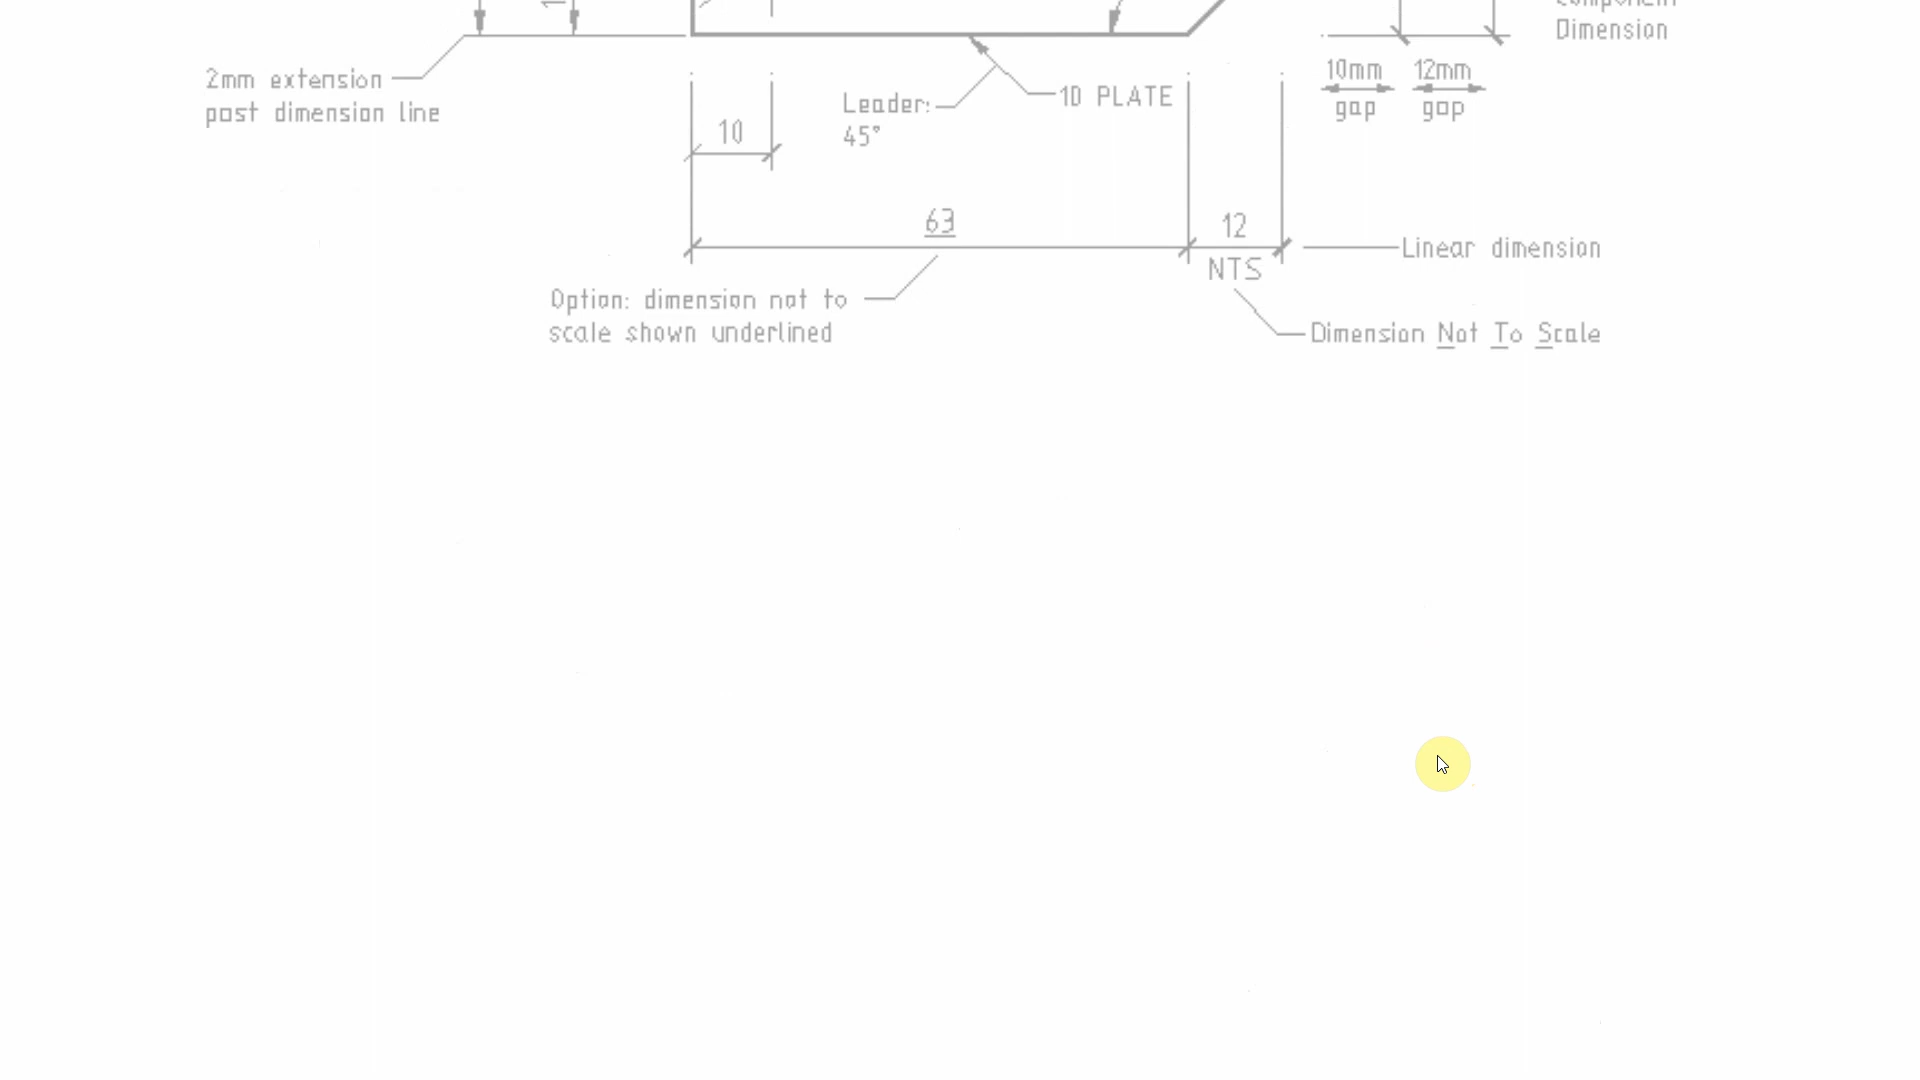 Dimension
2mm extension
past dimension line
10mm 12mm
gap gap
Leader:
45°
10 PLATE
10
63
12
NTS
Linear dimension
Option: dimension not to
scale shown underlined
Dimension Not To Scale